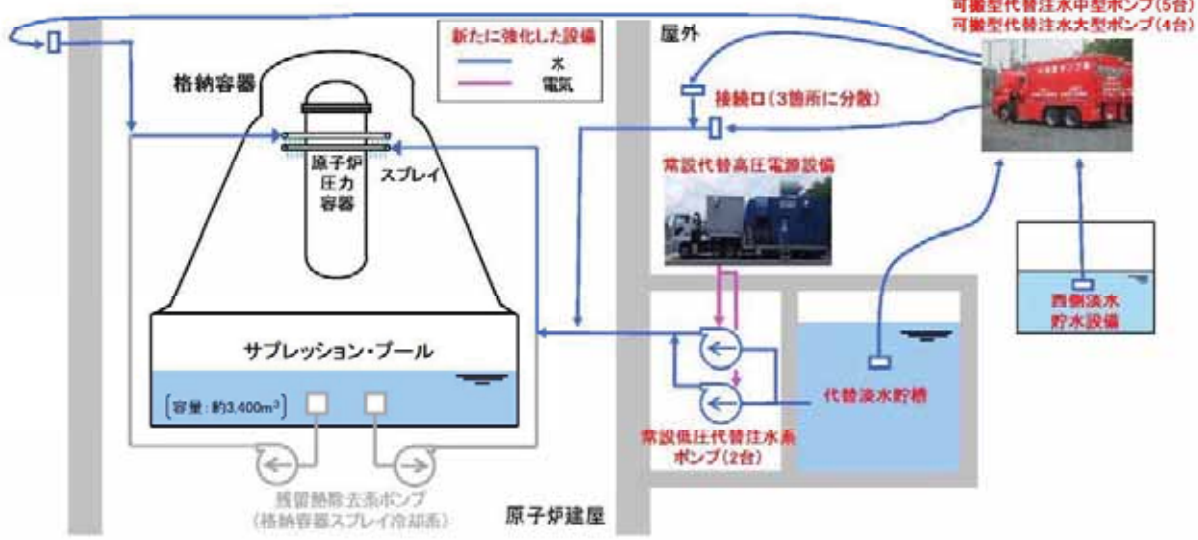 可搬型代替注水中型ポンプ(5台)
可搬型代替注水大型ポンプ(4台)
新たに強化した設備
水
電気
屋外
格納容器
接続口(3箇所に分散)
原子炉
圧力
容器
スプレイ
常設代替高圧電源設備
西側淡水
貯水設備
サプレッション・プール
[容量:約3,400m³]
代替淡水貯槽
常設低圧代替注水系
ポンプ(2台)
残留熱除去系ポンプ
(格納容器スプレイ冷却系)
原子炉建屋